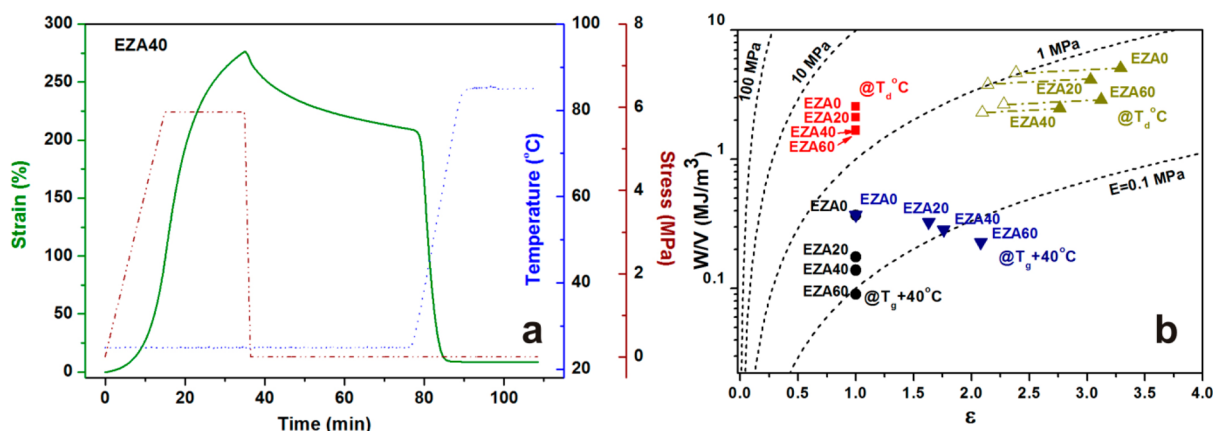 EZA40
Strain (%)
300
250
200
150
100
50
0
0
20
40
60
80
100
Time (min)
Temperature (°C)
100
80
60
40
20
Stress (MPa)
8
6
4
2
0
a
W/V (MJ/m³)
10
1
0.1
0.0
0.5
1.0
1.5
2.0
2.5
3.0
3.5
4.0
ε
100 MPa
10 MPa
1 MPa
E=0.1 MPa
@T_d°C
EZA0
EZA20
EZA40
EZA60
EZA0
EZA20
EZA60
EZA40
@T_d°C
EZA0
EZA20
EZA40
EZA60
@T_g+40°C
EZA0
EZA20
EZA40
EZA60
@T_g+40°C
b